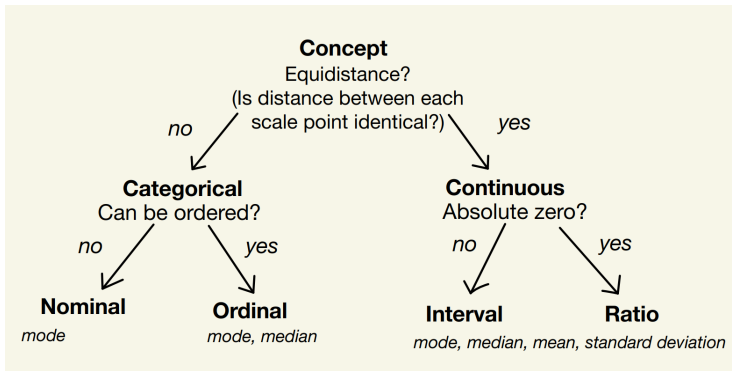 Concept
Equidistance?
(Is distance between each
scale point identical?)
no
yes
Categorical
Can be ordered?
Continuous
Absolute zero?
no
yes
no
yes
Nominal
Ordinal
Interval
Ratio
mode
mode, median
mode, median, mean, standard deviation